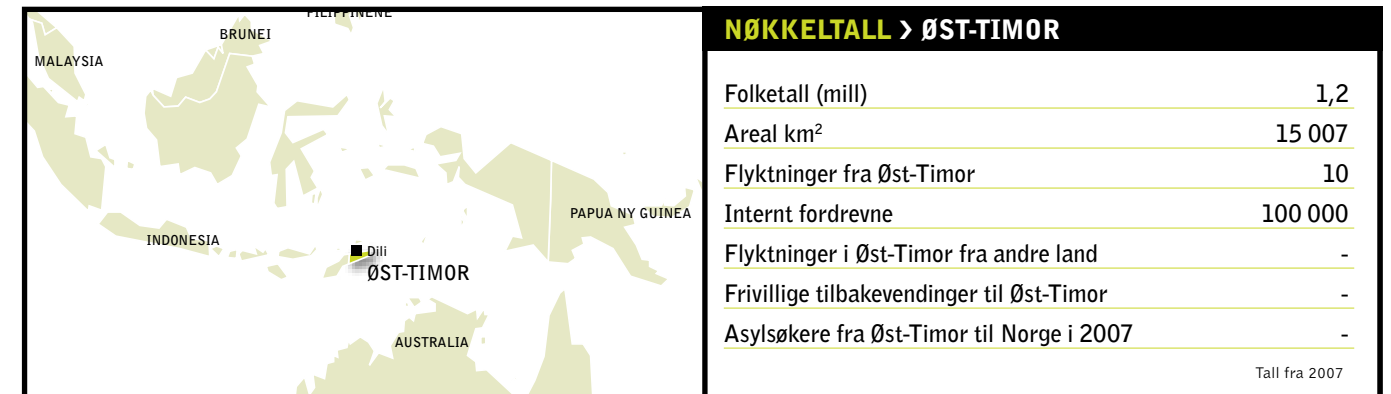 FILIPPINENE
BRUNEI
MALAYSIA
PAPUA NY GUINEA
INDONESIA
Dili
ØST-TIMOR
AUSTRALIA
NØKKELTALL > ØST-TIMOR
Folketall (mill) 1,2
Areal km² 15 007
Flyktninger fra Øst-Timor 10
Internt fordrevne 100 000
Flyktninger i Øst-Timor fra andre land -
Frivillige tilbakevendinger til Øst-Timor -
Asylsøkere fra Øst-Timor til Norge i 2007 -
Tall fra 2007